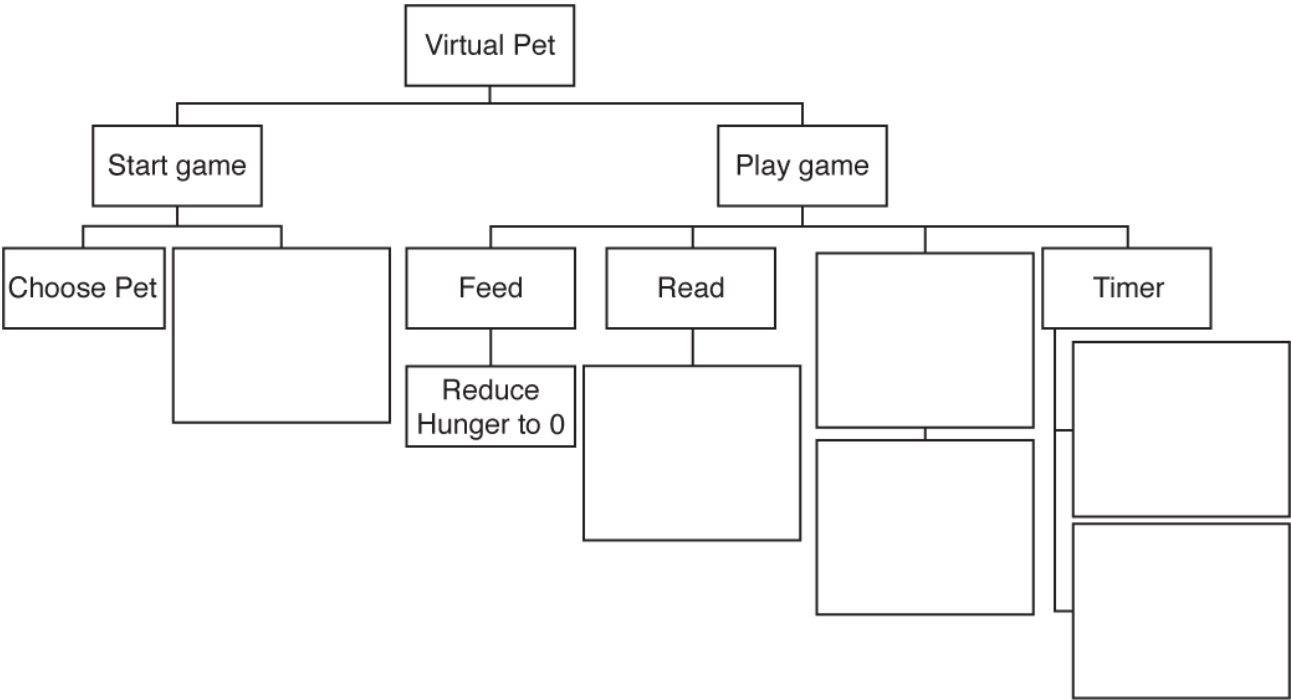 Virtual Pet
Start game
Play game
Choose Pet
Feed
Read
Timer
Reduce
Hunger to 0